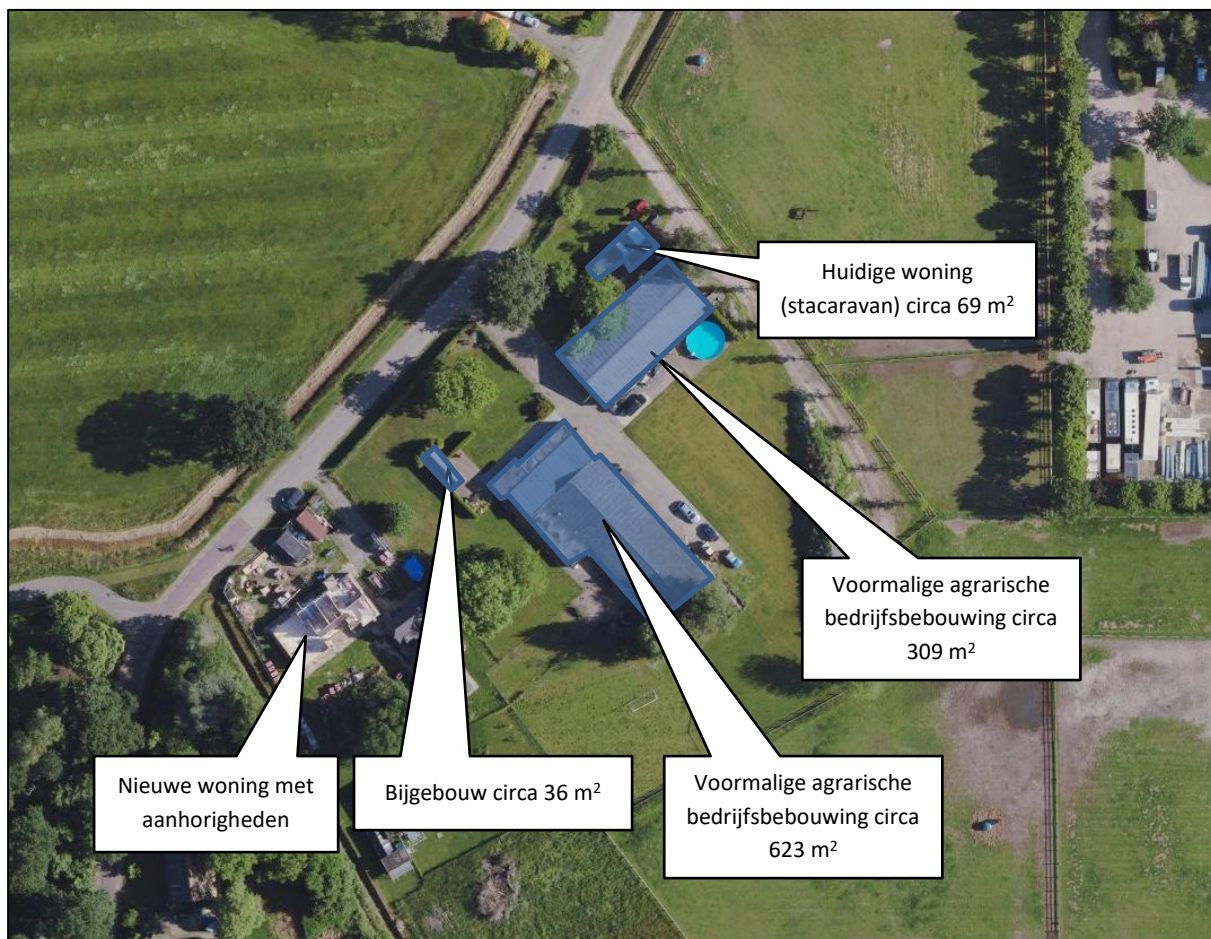 Huidige woning
(stacaravan) circa 69 m²
Voormalige agrarische
bedrijfsbebouwing circa
309 m²
Nieuwe woning met
aanhorigheden
Bijgebouw circa 36 m²
Voormalige agrarische
bedrijfsbebouwing circa
623 m²